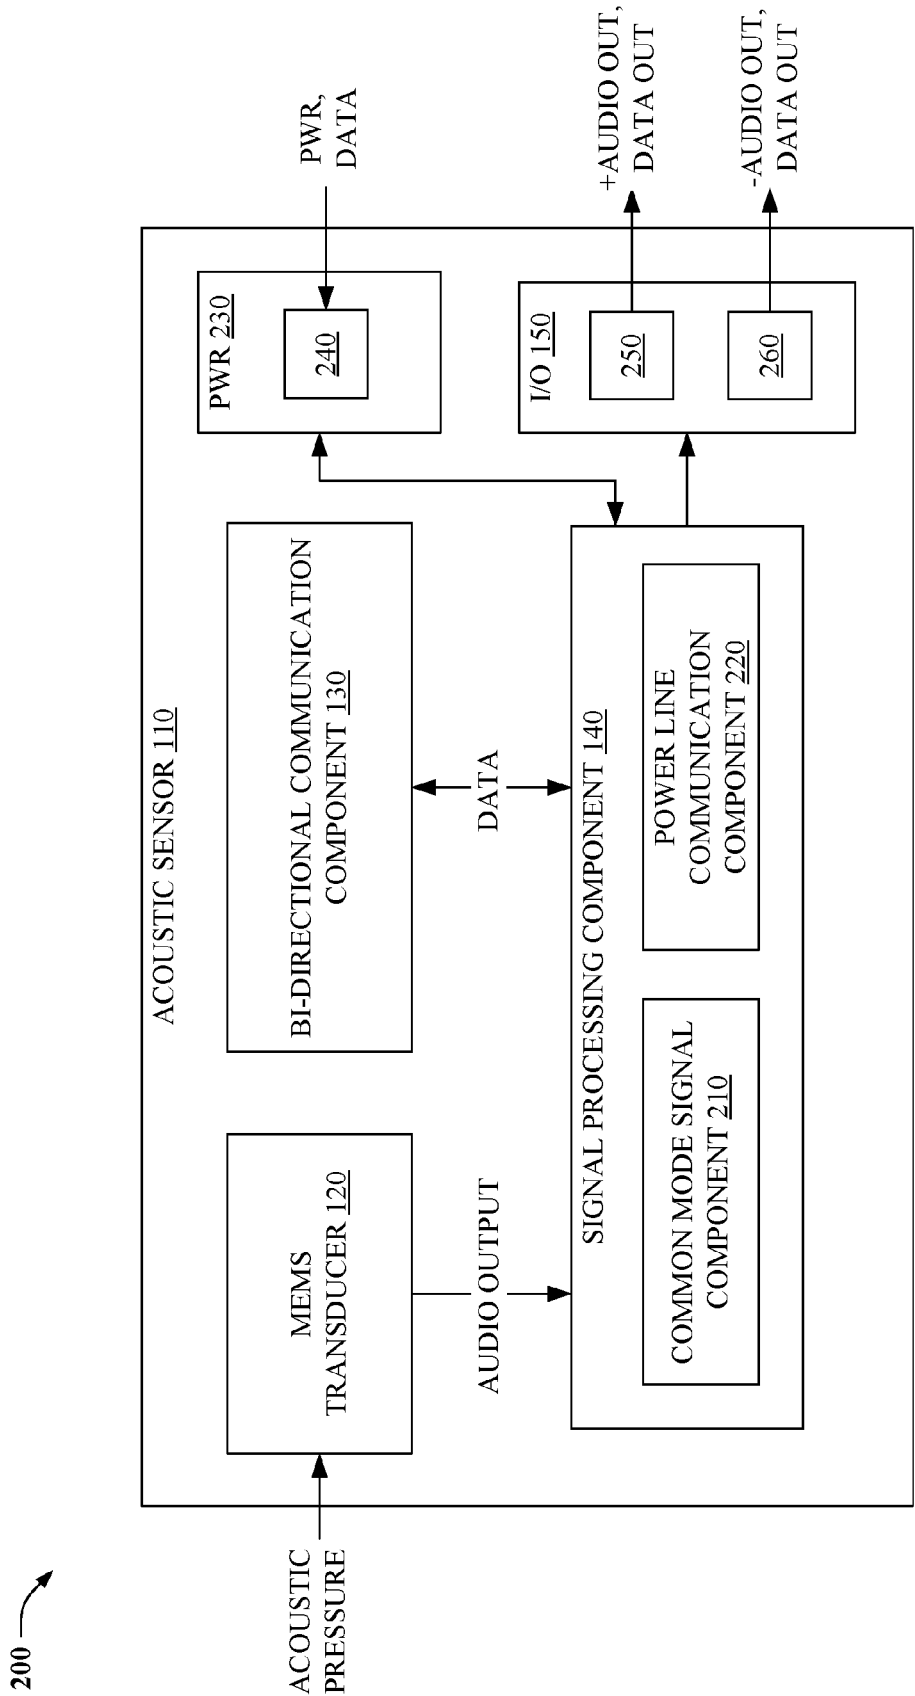 200
ACOUSTIC SENSOR 110
ACOUSTIC
PRESSURE
MEMS
TRANSDUCER 120
BI-DIRECTIONAL COMMUNICATION
COMPONENT 130
PWR 230
240
PWR,
DATA
AUDIO OUTPUT
DATA
SIGNAL PROCESSING COMPONENT 140
COMMON MODE SIGNAL
COMPONENT 210
POWER LINE
COMMUNICATION
COMPONENT 220
I/O 150
250
260
+AUDIO OUT,
DATA OUT
-AUDIO OUT,
DATA OUT